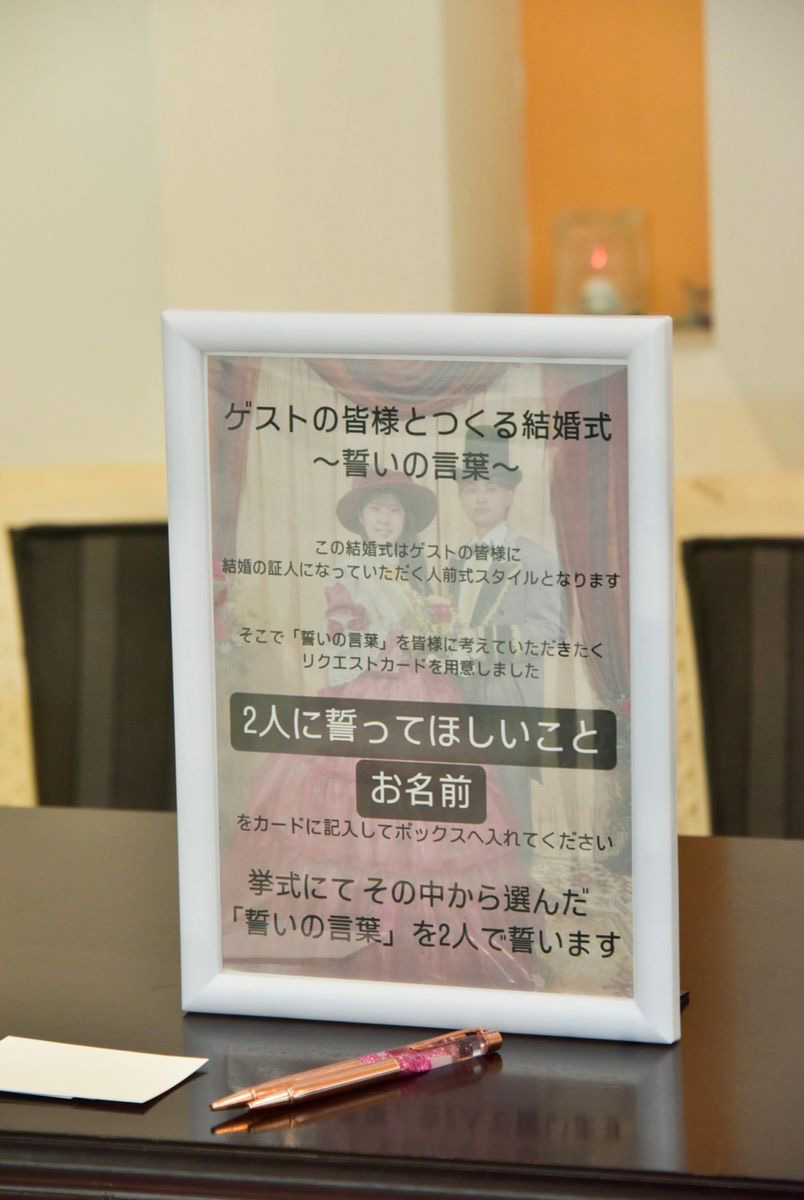 ゲストの皆様とつくる結婚式
～誓いの言葉～
この結婚式はゲストの皆様に
結婚の証人になっていただく人前式スタイルとなります
そこで「誓いの言葉」を皆様に考えていただきたく
リクエストカードを用意しました
2人に誓ってほしいこと
お名前
をカードに記入してボックスへ入れてください
挙式にて その中から選んだ
「誓いの言葉」を2人で誓います